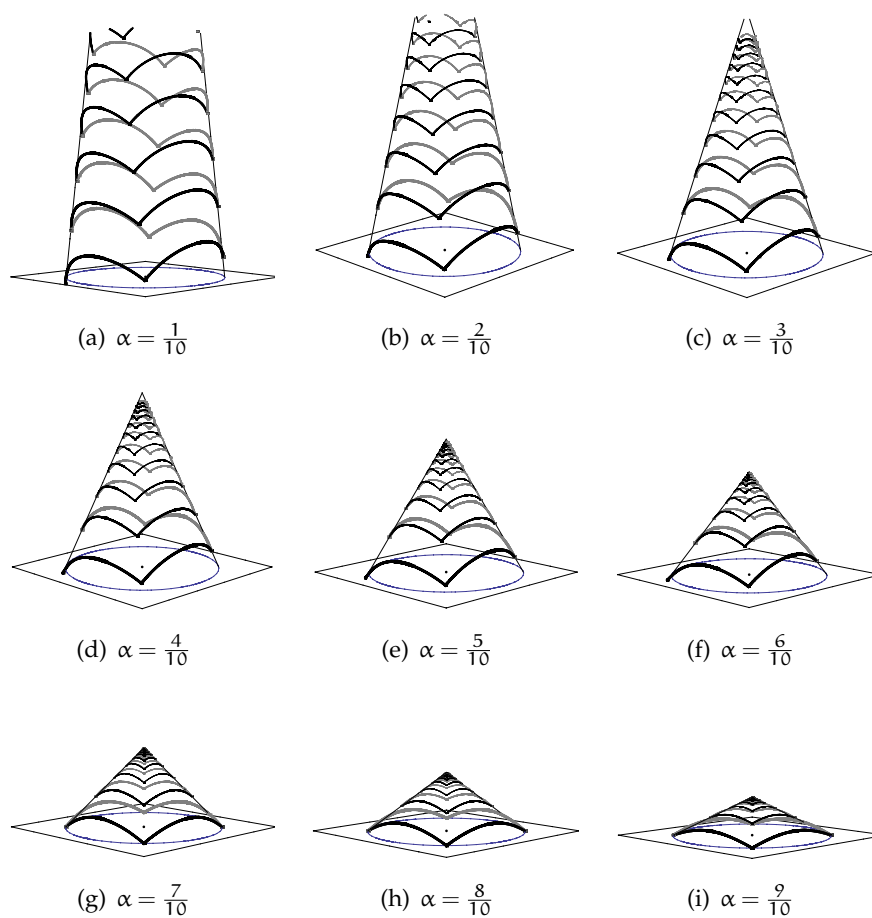 (a) α = 1/10
(b) α = 2/10
(c) α = 3/10
(d) α = 4/10
(e) α = 5/10
(f) α = 6/10
(g) α = 7/10
(h) α = 8/10
(i) α = 9/10